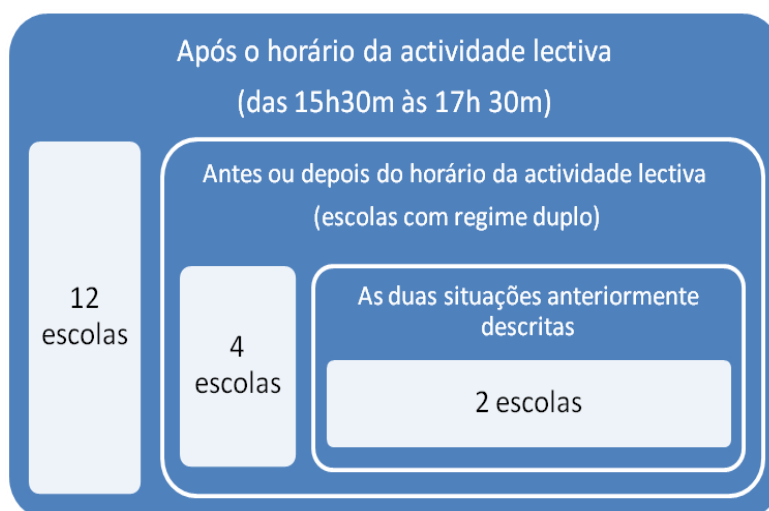 Após o horário da actividade lectiva
(das 15h30m às 17h 30m)
Antes ou depois do horário da actividade lectiva
(escolas com regime duplo)
12
escolas
4
escolas
As duas situações anteriormente
descritas
2 escolas